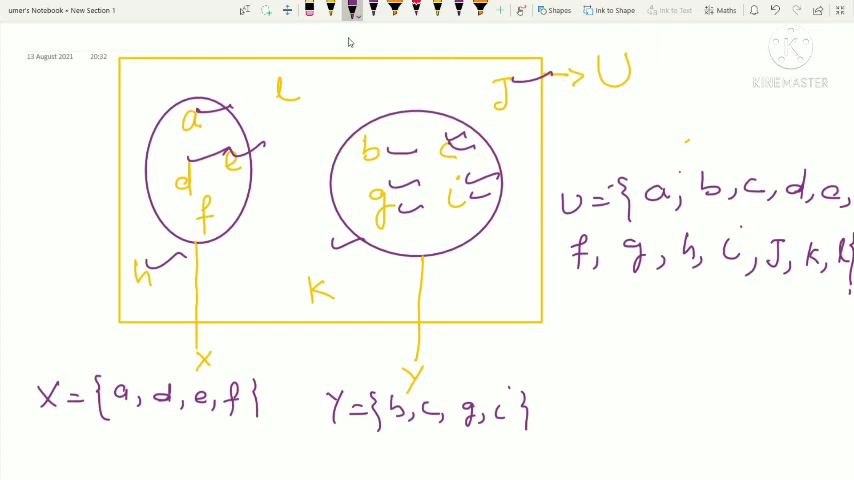 umer's Notebook » New Section 1
Shapes
Ink to Shape
Ink to Text
Maths
13 August 2021 20:32
KINEMASTER
U
l
J
a
b c
d e
g i
f
h
k
U = { a, b, c, d, e,
f, g, h, i, J, k, l}
X
Y
X = {a, d, e, f}
Y = {b, c, g, i}